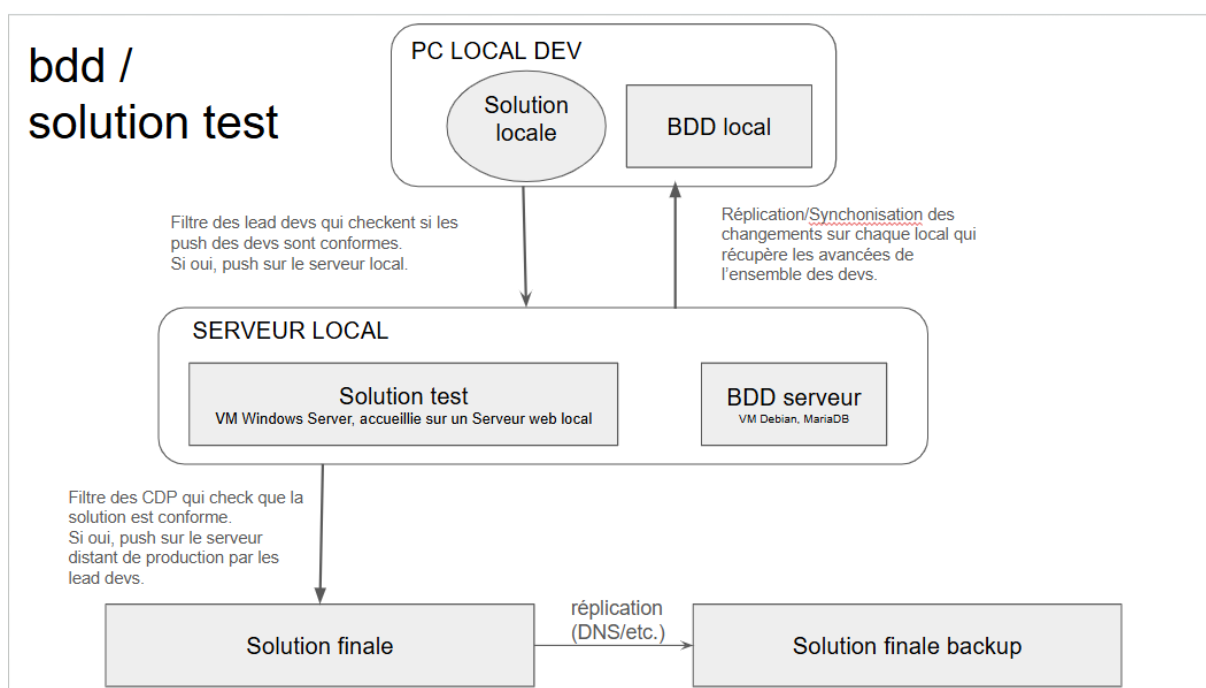 bdd /
solution test
PC LOCAL DEV
Solution
locale
BDD local
Filtre des lead devs qui checkent si les
push des devs sont conformes.
Si oui, push sur le serveur local.
Réplication/Synchonisation des
changements sur chaque local qui
récupère les avancées de
l'ensemble des devs.
SERVEUR LOCAL
Solution test
VM Windows Server, accueillie sur un Serveur web local
BDD serveur
VM Debian, MariaDB
Filtre des CDP qui check que la
solution est conforme.
Si oui, push sur le serveur
distant de production par les
lead devs.
réplication
(DNS/etc.)
Solution finale
Solution finale backup